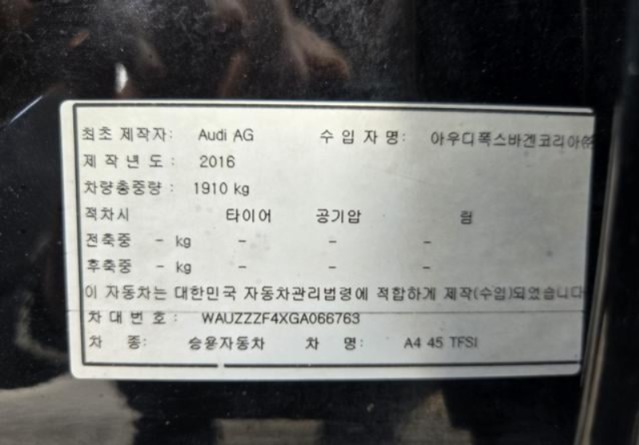 최초 제작자: Audi AG 수 입 자 명: 아우디폭스바겐코리아㈜
제 작 년 도 : 2016
차량총중량 : 1910 kg
적차시 타이어 공기압 림
전축중 - kg - - -
후축중 - kg - - -
이 자동차는 대한민국 자동차관리법령에 적합하게 제작(수입)되었습니다
차 대 번 호 : WAUZZZF4XGA066763
차 종: 승용자동차 차 명: A4 45 TFSI